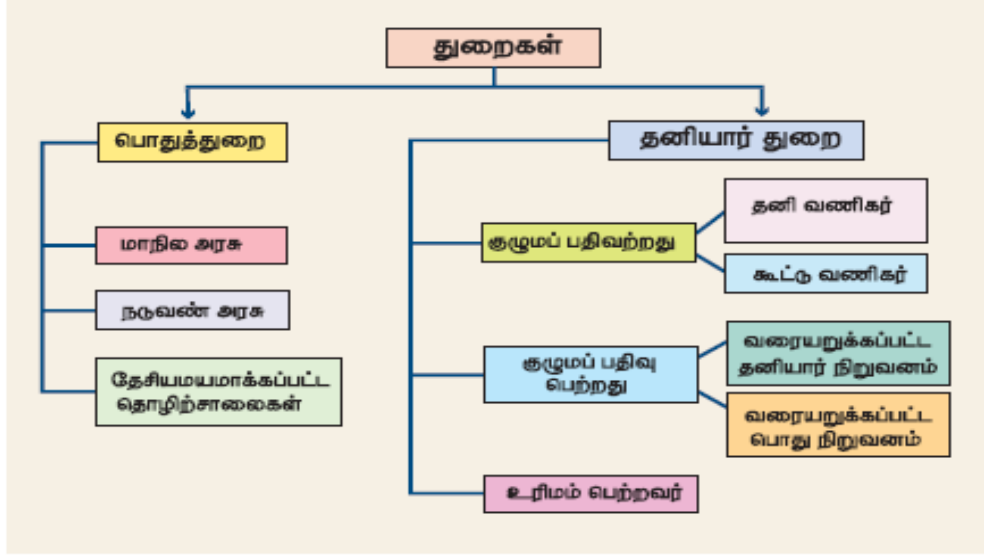 துறைகள்
பொதுத்துறை
மாநில அரசு
நடுவண் அரசு
தேசியமயமாக்கப்பட்ட
தொழிற்சாலைகள்
தனியார் துறை
குழுமப் பதிவற்றது
தனி வணிகர்
கூட்டு வணிகர்
குழுமப் பதிவு
பெற்றது
வரையறுக்கப்பட்ட
தனியார் நிறுவனம்
வரையறுக்கப்பட்ட
பொது நிறுவனம்
உரிமம் பெற்றவர்